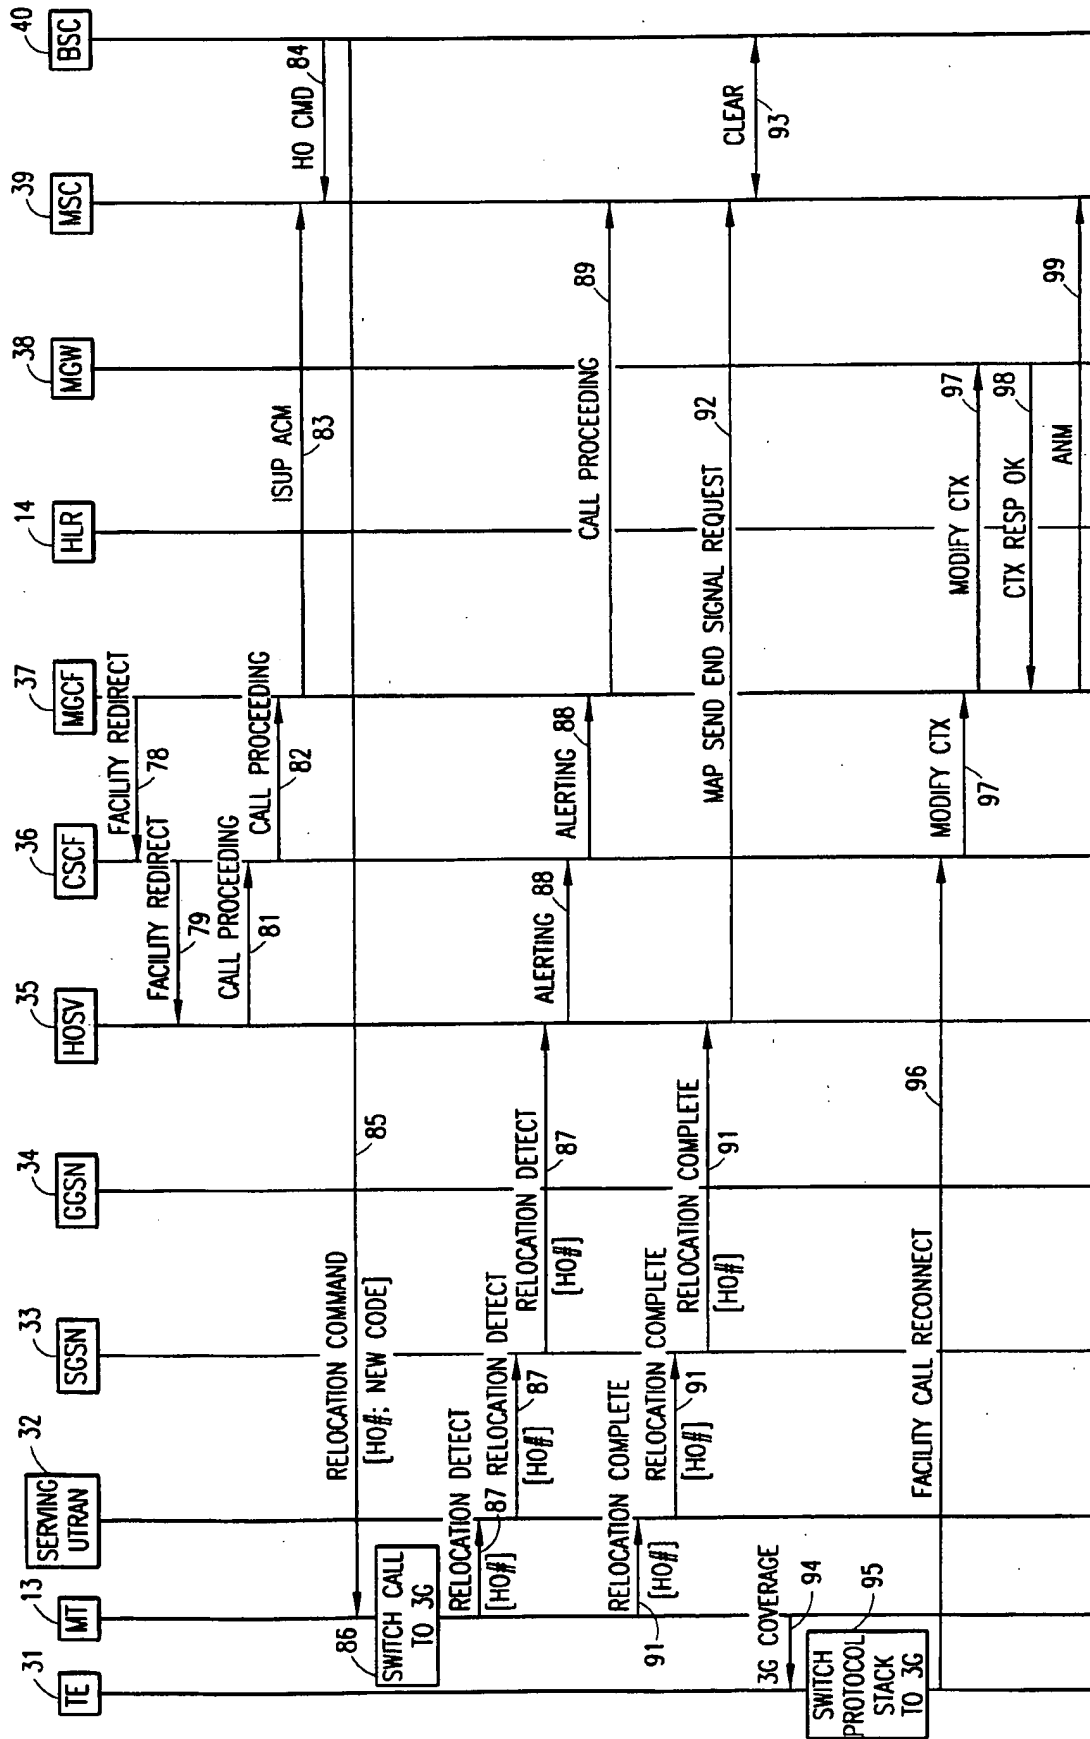 31
TE
13
MT
32
SERVING
UTRAN
33
SGSN
34
GGSN
35
HOSV
36
CSCF
37
MGCF
14
HLR
38
MGW
39
MSC
40
BSC
FACILITY REDIRECT
78
FACILITY REDIRECT
79
CALL PROCEEDING
81
CALL PROCEEDING
82
ISUP ACM
83
HO CMD
84
RELOCATION COMMAND
85
[HO#; NEW CODE]
86
SWITCH CALL
TO 3G
RELOCATION DETECT
87
[HO#]
RELOCATION DETECT
87
[HO#]
RELOCATION DETECT
87
[HO#]
ALERTING 88
ALERTING 88
CALL PROCEEDING
89
RELOCATION COMPLETE
91
[HO#]
RELOCATION COMPLETE
91
[HO#]
RELOCATION COMPLETE
91
[HO#]
MAP SEND END SIGNAL REQUEST
92
CLEAR
93
3G COVERAGE
94
SWITCH
PROTOCOL
STACK
TO 3G
95
FACILITY CALL RECONNECT
96
MODIFY CTX
97
MODIFY CTX
97
CTX RESP OK
98
ANM
99